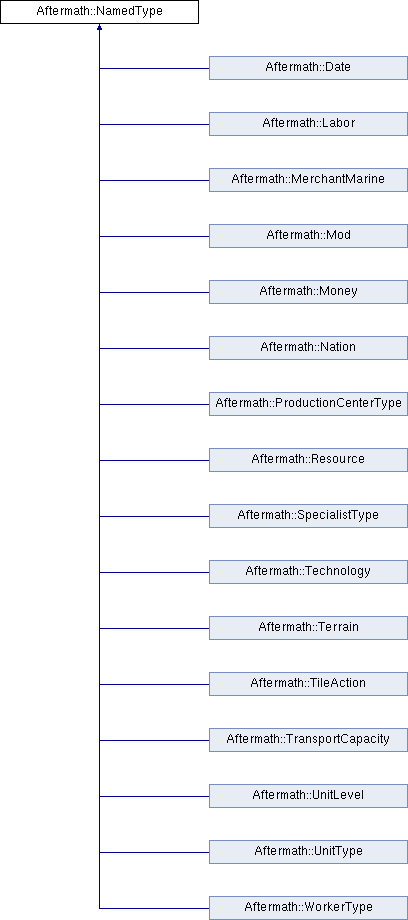 Aftermath::NamedType
Aftermath::Date
Aftermath::Labor
Aftermath::MerchantMarine
Aftermath::Mod
Aftermath::Money
Aftermath::Nation
Aftermath::ProductionCenterType
Aftermath::Resource
Aftermath::SpecialistType
Aftermath::Technology
Aftermath::Terrain
Aftermath::TileAction
Aftermath::TransportCapacity
Aftermath::UnitLevel
Aftermath::UnitType
Aftermath::WorkerType